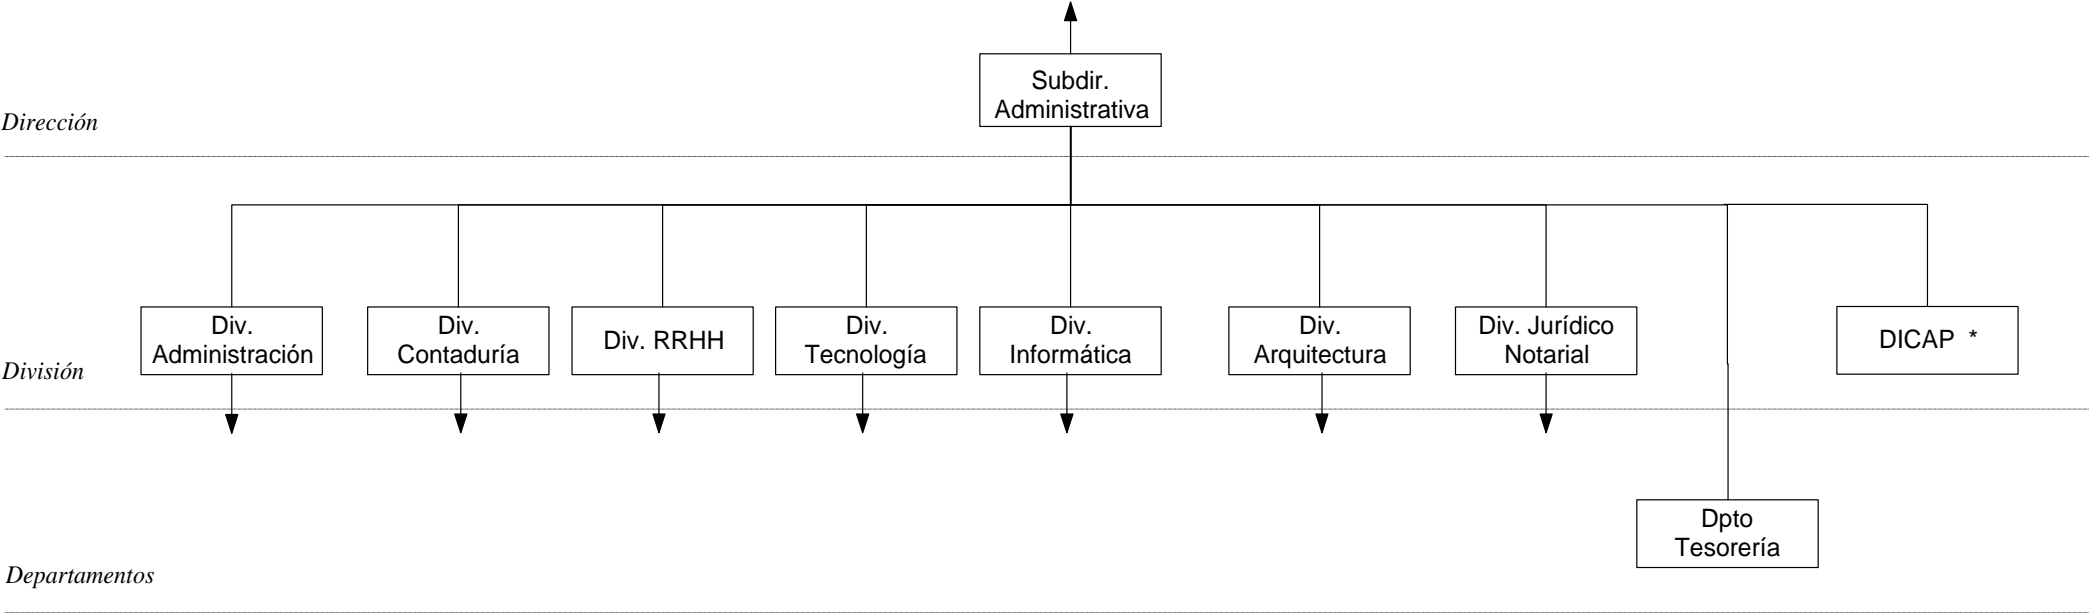 Subdir.
Administrativa
Dirección
Div.
Administración
Div.
Contaduría
Div. RRHH
Div.
Tecnología
Div.
Informática
Div.
Arquitectura
Div. Jurídico
Notarial
DICAP *
División
Dpto
Tesorería
Departamentos